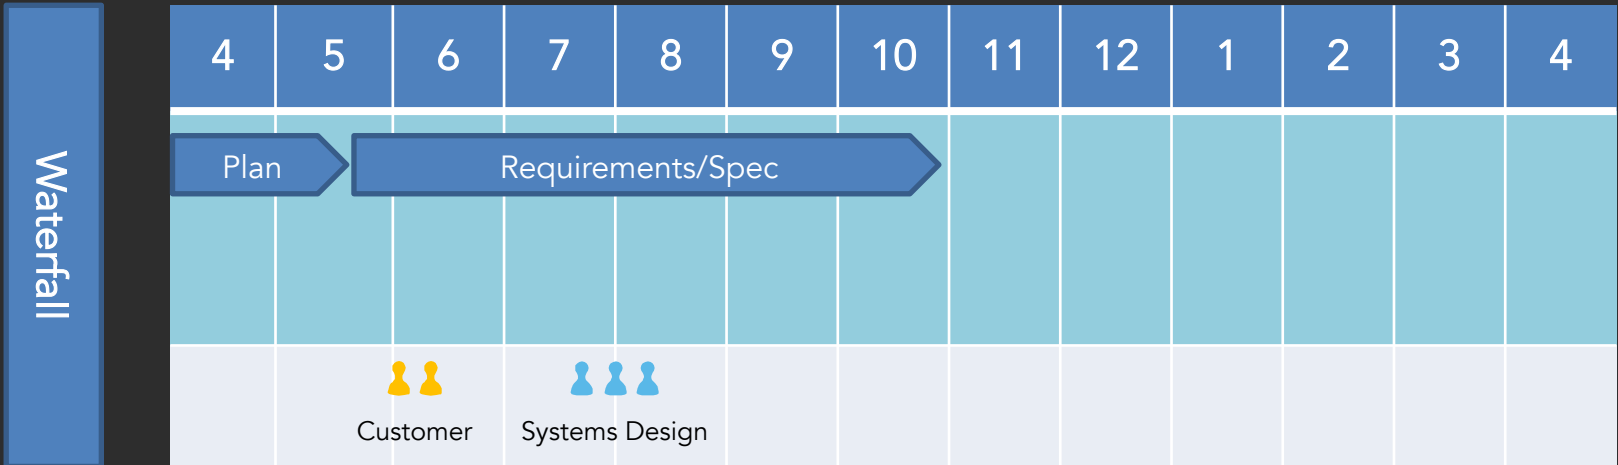 Waterfall
4 5 6 7 8 9 10 11 12 1 2 3 4
Plan Requirements/Spec
Customer Systems Design